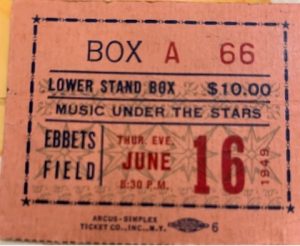 BOX A 66
LOWER STAND BOX $10.00
MUSIC UNDER THE STARS
EBBETS FIELD
THUR. EVE.
JUNE 16 1949
8:30 P.M.
ARCUS-SIMPLEX
TICKET CO., INC., N.Y. 6